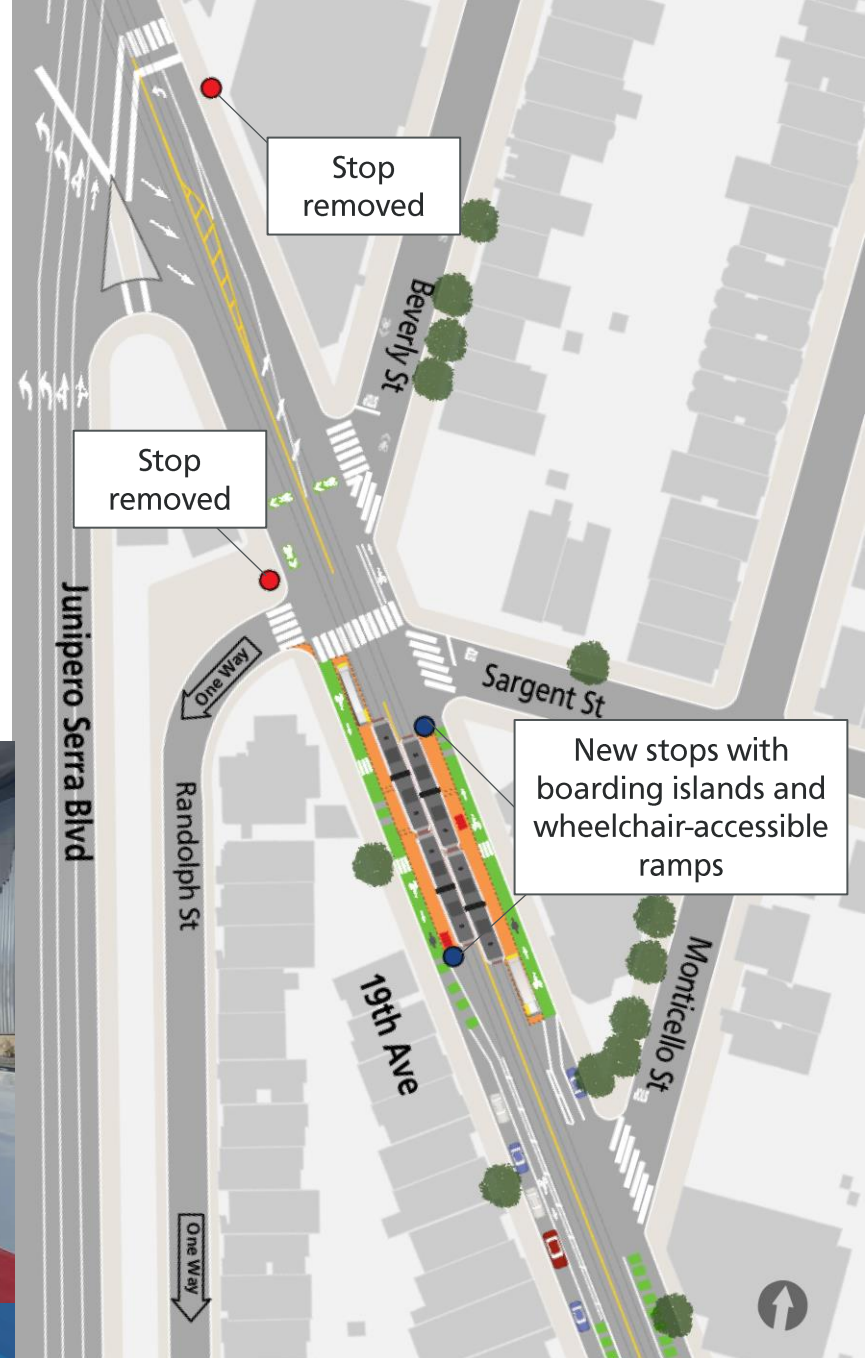 Stop
removed
Beverly St
Stop
removed
Junipero Serra Blvd
One Way
Sargent St
New stops with
boarding islands and
wheelchair-accessible
ramps
Randolph St
19th Ave
Monticello St
One Way